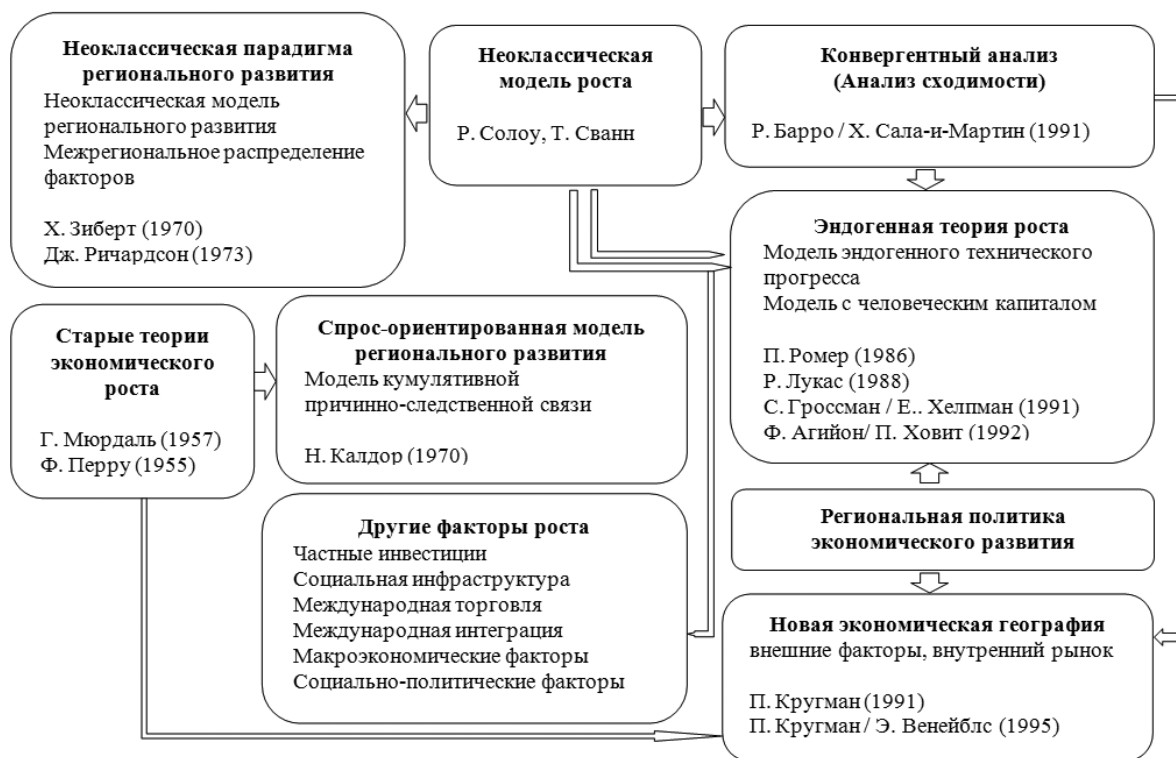 Неоклассическая парадигма
регионального развития
Неоклассическая модель
регионального развития
Межрегиональное распределение
факторов
Х. Зиберт (1970)
Дж. Ричардсон (1973)
Неоклассическая
модель роста
Р. Солоу, Т. Сванн
Конвергентный анализ
(Анализ сходимости)
Р. Барро / Х. Сала-и-Мартин (1991)
Эндогенная теория роста
Модель эндогенного технического
прогресса
Модель с человеческим капиталом
П. Ромер (1986)
Р. Лукас (1988)
С. Гроссман / Е.. Хелпман (1991)
Ф. Агийон/ П. Ховит (1992)
Старые теории
экономического
роста
Г. Мюрдаль (1957)
Ф. Перру (1955)
Спрос-ориентированная модель
регионального развития
Модель кумулятивной
причинно-следственной связи
Н. Калдор (1970)
Другие факторы роста
Частные инвестиции
Социальная инфраструктура
Международная торговля
Международная интеграция
Макроэкономические факторы
Социально-политические факторы
Региональная политика
экономического развития
Новая экономическая география
внешние факторы, внутренний рынок
П. Кругман (1991)
П. Кругман / Э. Венейблс (1995)